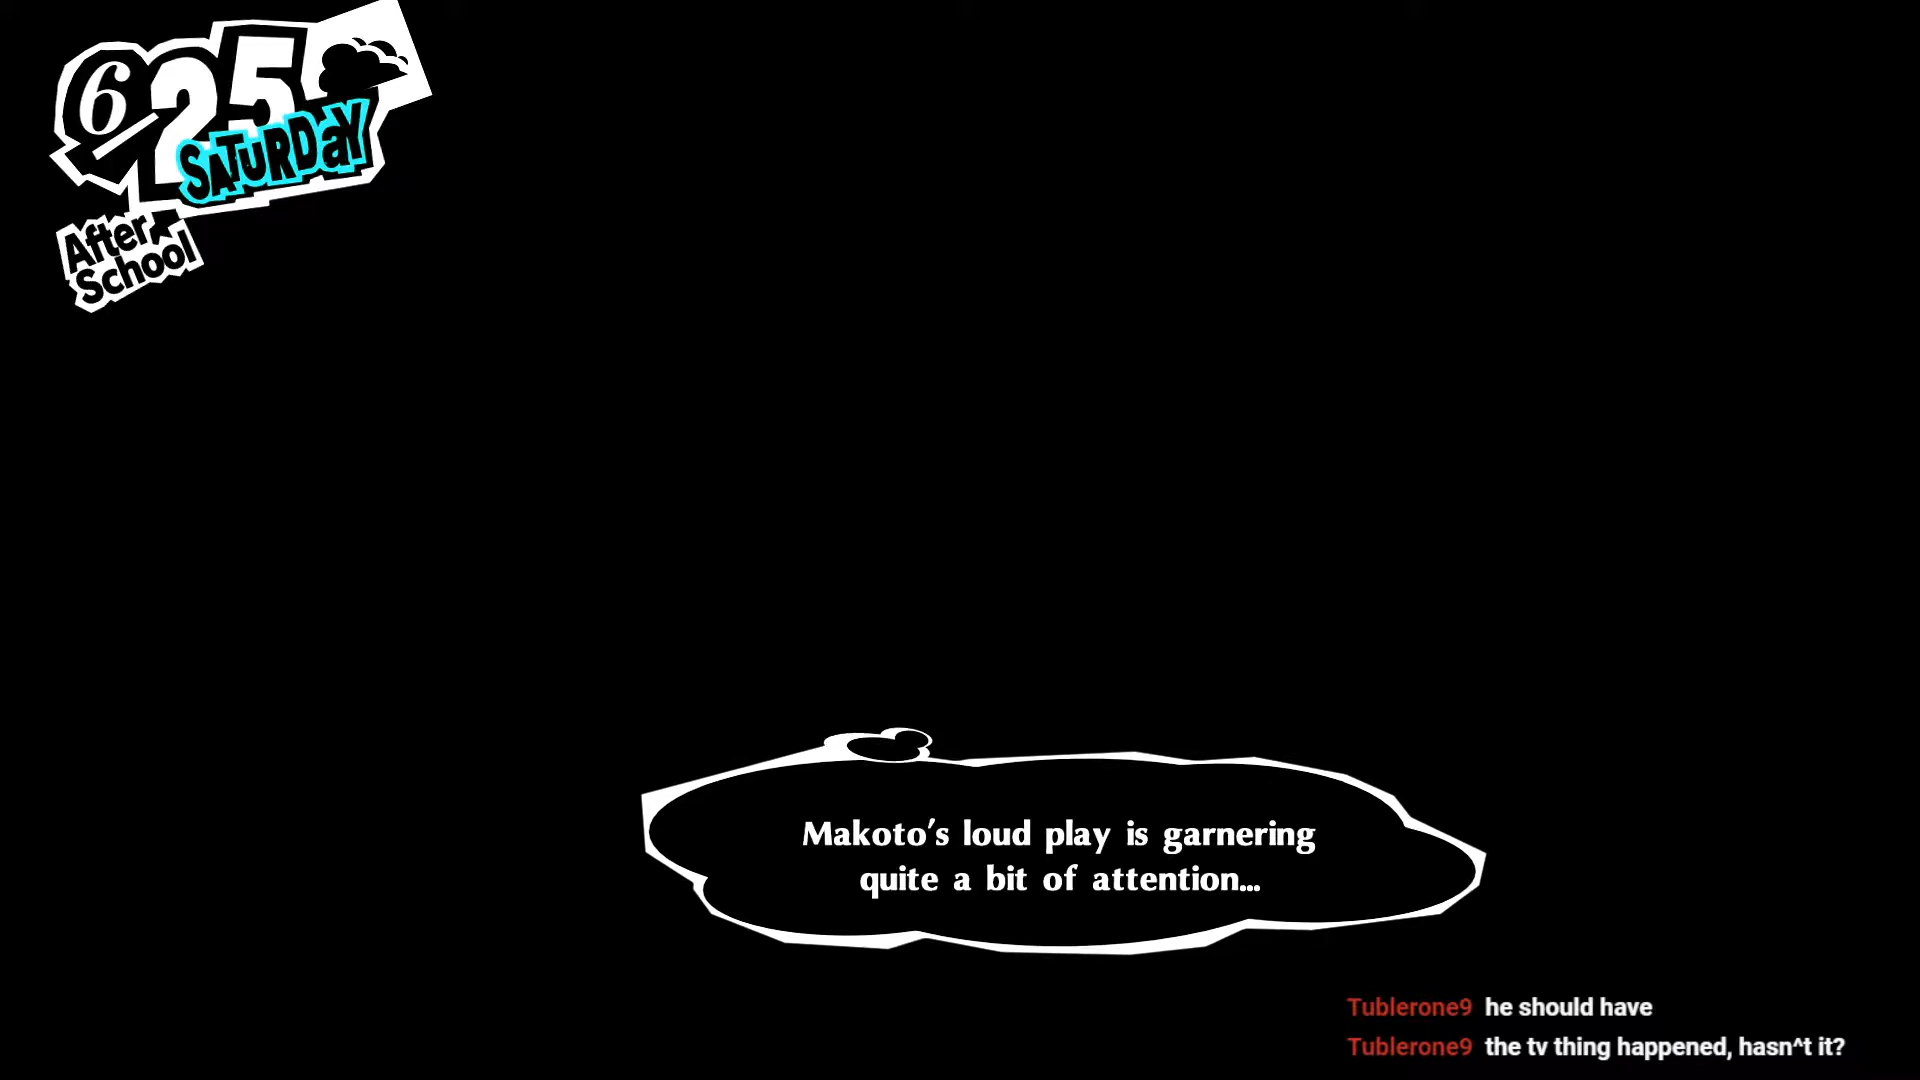 6/25
SATURDaY
After
School
Makoto's loud play is garnering
quite a bit of attention...
Tublerone9 he should have
Tublerone9 the tv thing happened, hasn^t it?